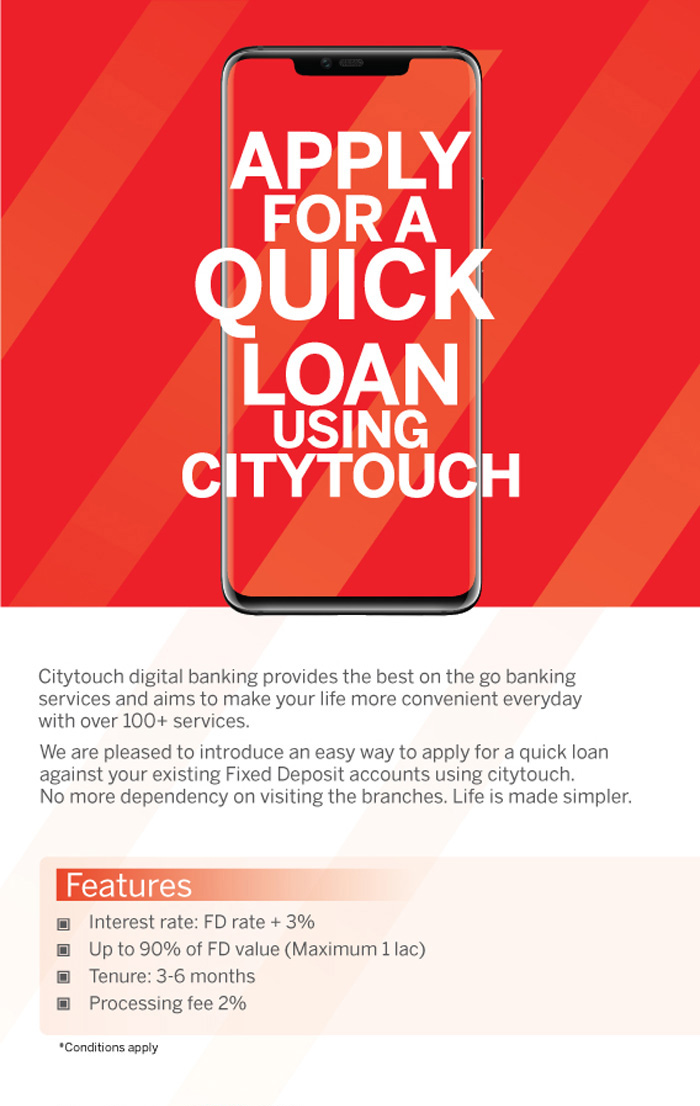 APPLY
FOR A
QUICK
LOAN
USING
CITYTOUCH
Citytouch digital banking provides the best on the go banking
services and aims to make your life more convenient everyday
with over 100+ services.
We are pleased to introduce an easy way to apply for a quick loan
against your existing Fixed Deposit accounts using citytouch.
No more dependency on visiting the branches. Life is made simpler.
Features
Interest rate: FD rate + 3%
Up to 90% of FD value (Maximum 1 lac)
Tenure: 3-6 months
Processing fee 2%
*Conditions apply